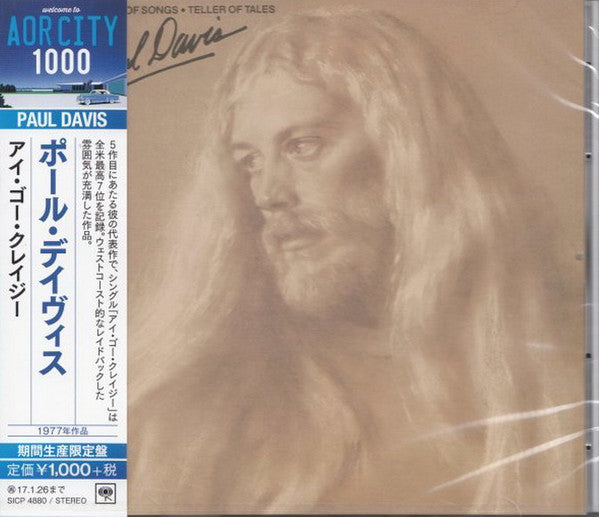 welcome to
AOR CITY
1000
PAUL DAVIS
ポール・デイヴィス
アイ・ゴー・クレイジー
5作目にあたる彼の代表作で、シングル「アイ・ゴー・クレイジー」は
全米最高7位を記録。ウェストコースト的なレイドバックした
雰囲気が充満した作品。
1977年作品
期間生産限定盤
定価¥1,000+税
17.1.26まで
SICP 4880 / STEREO
OF SONGS • TELLER OF TALES
Davis